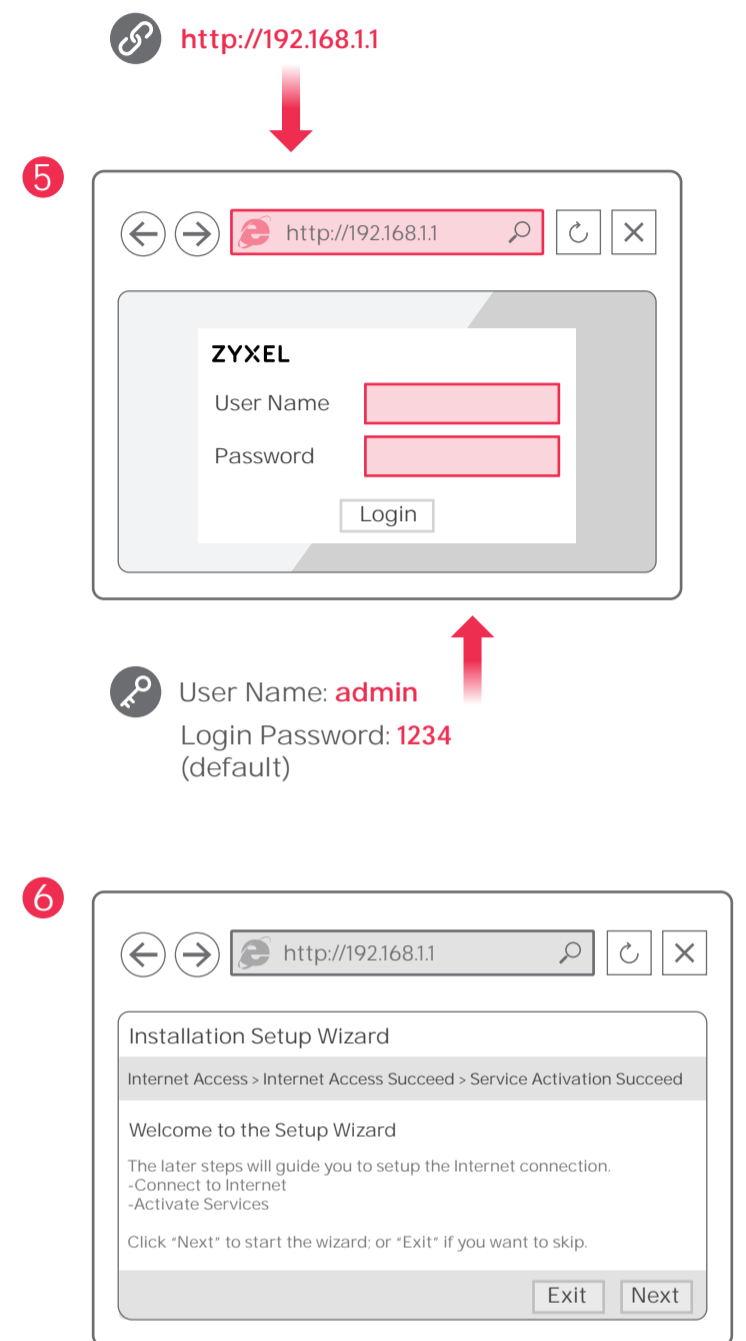 http://192.168.1.1
5
http://192.168.1.1
ZYXEL
User Name
Password
Login
User Name: admin
Login Password: 1234
(default)
6
http://192.168.1.1
Installation Setup Wizard
Internet Access > Internet Access Succeed > Service Activation Succeed
Welcome to the Setup Wizard
The later steps will guide you to setup the Internet connection.
-Connect to Internet
-Activate Services
Click "Next" to start the wizard; or "Exit" if you want to skip.
Exit Next